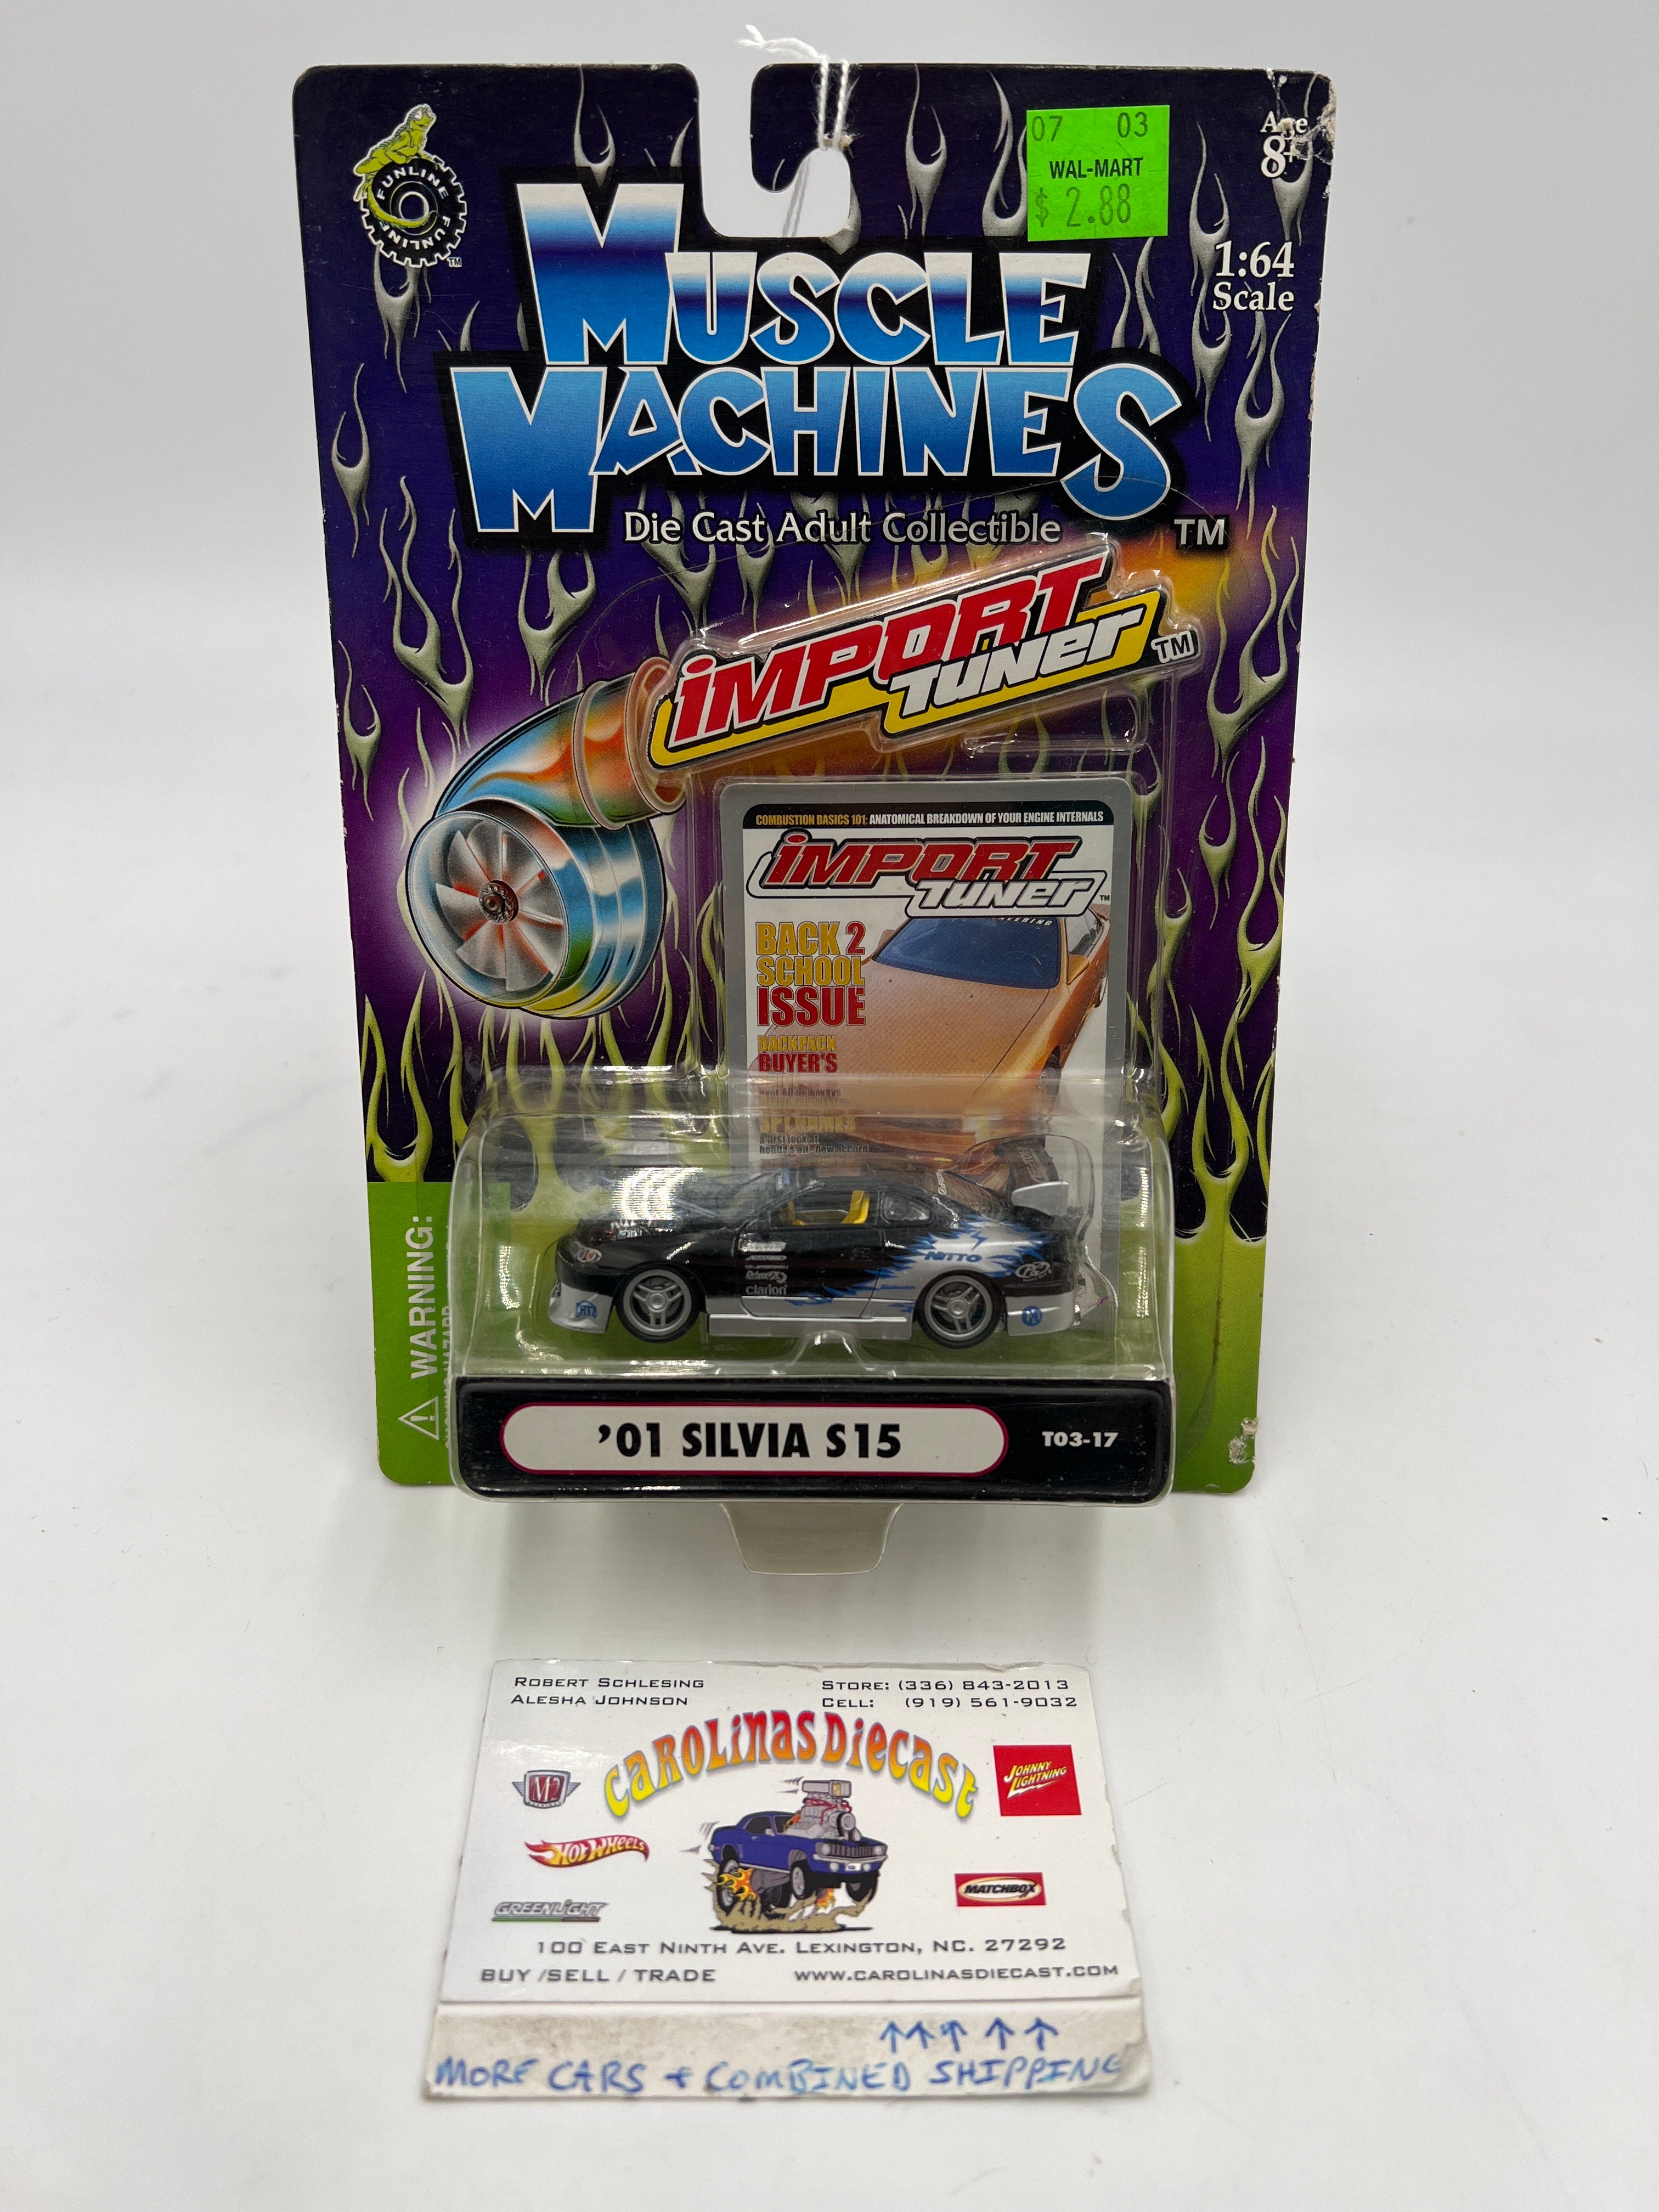 07 03
WAL-MART
$ 2.88
Age
8+
FUNLINE FUNLINE
TM
1:64
Scale
MUSCLE
MACHINES
TM
Die Cast Adult Collectible
IMPORT
TUNER
TM
COMBUSTION BASICS 101: ANATOMICAL BREAKDOWN OF YOUR ENGINE INTERNALS
IMPORT
TUNER
TM
BACK 2
SCHOOL
ISSUE
BACKPACK
BUYER'S
NITTO
clarion
WARNING:
'01 SILVIA S15
T03-17
ROBERT SCHLESING
ALESHA JOHNSON
STORE: (336) 843-2013
CELL: (919) 561-9032
CAROLINAS DIECAST
M2
JOHNNY
LIGHTNING
HOT WHEELS
GREENLIGHT
MATCHBOX
100 EAST NINTH AVE. LEXINGTON, NC. 27292
BUY /SELL / TRADE
WWW.CAROLINASDIECAST.COM
↑↑↑ ↑ ↑
MORE CARS + COMBINED SHIPPING